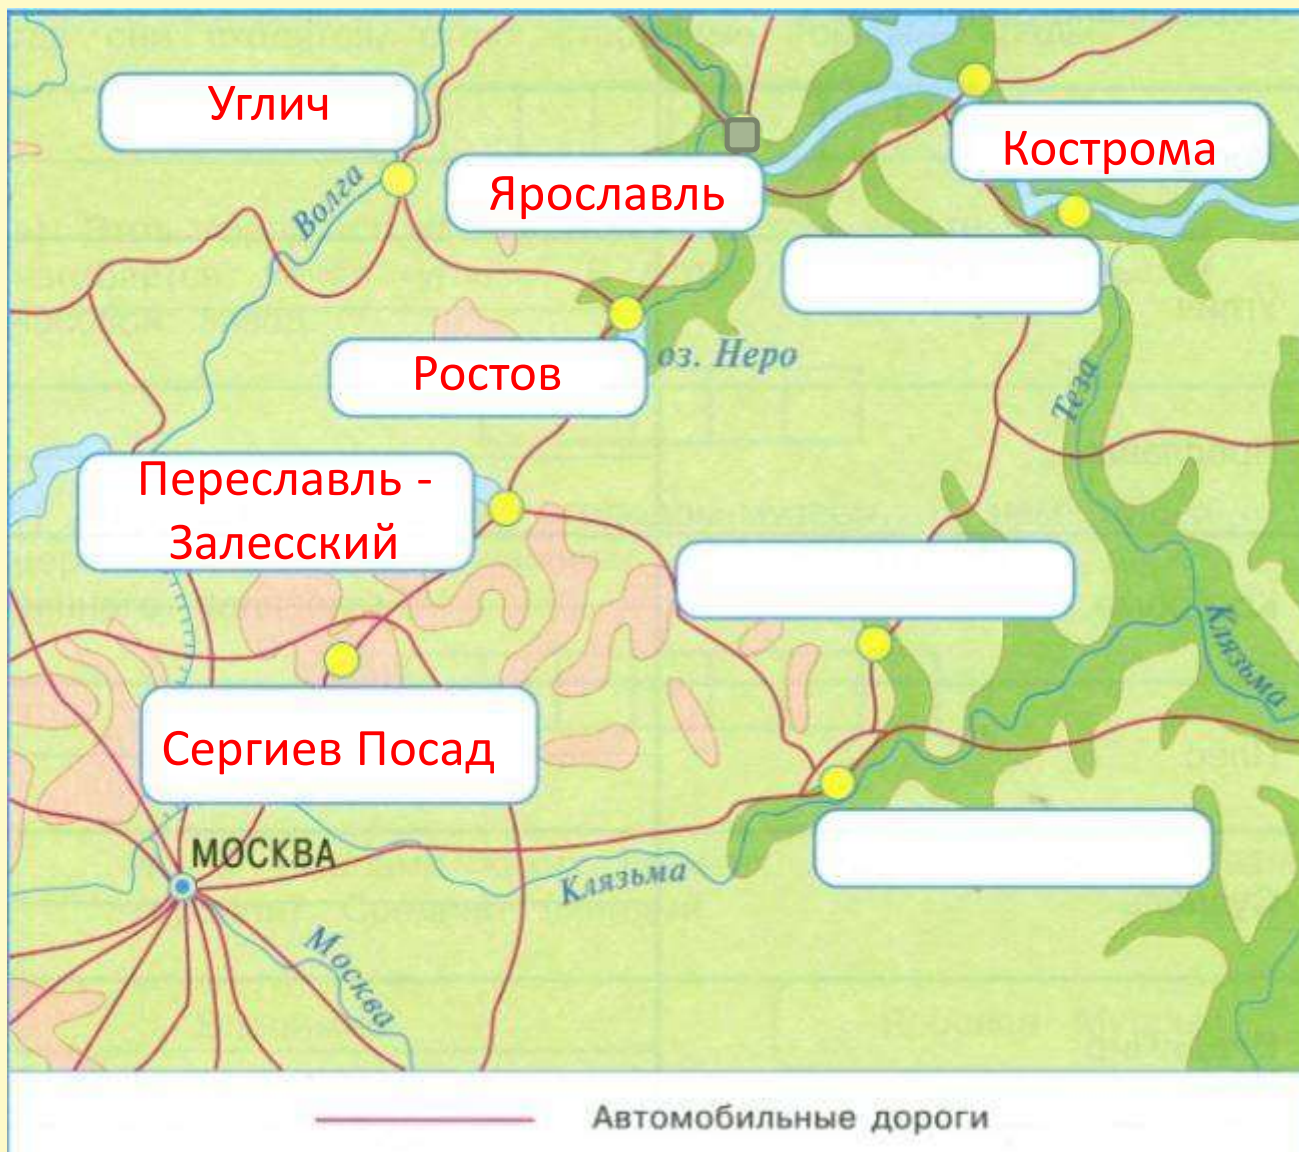 Углич
Кострома
Ярославль
Волга
Ростов
оз. Неро
Теза
Переславль -
Залесский
Клязьма
Сергиев Посад
МОСКВА
Клязьма
Москва
Автомобильные дороги